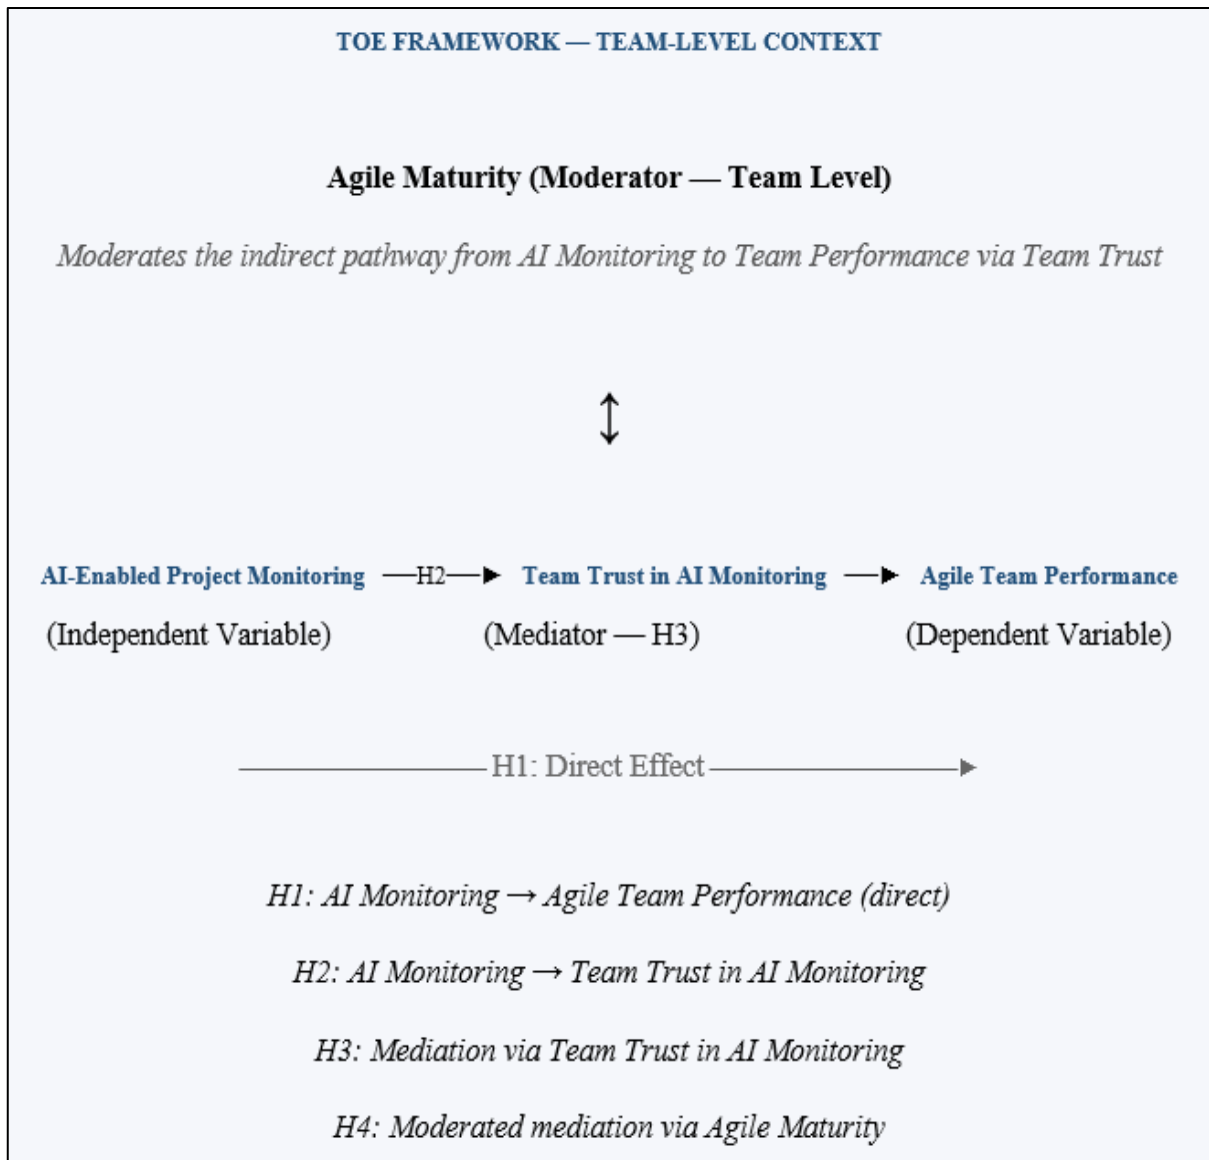 TOE FRAMEWORK — TEAM-LEVEL CONTEXT
Agile Maturity (Moderator — Team Level)
Moderates the indirect pathway from AI Monitoring to Team Performance via Team Trust
↕
AI-Enabled Project Monitoring —H2—► Team Trust in AI Monitoring —► Agile Team Performance
(Independent Variable) (Mediator — H3) (Dependent Variable)
H1: Direct Effect
H1: AI Monitoring → Agile Team Performance (direct)
H2: AI Monitoring → Team Trust in AI Monitoring
H3: Mediation via Team Trust in AI Monitoring
H4: Moderated mediation via Agile Maturity